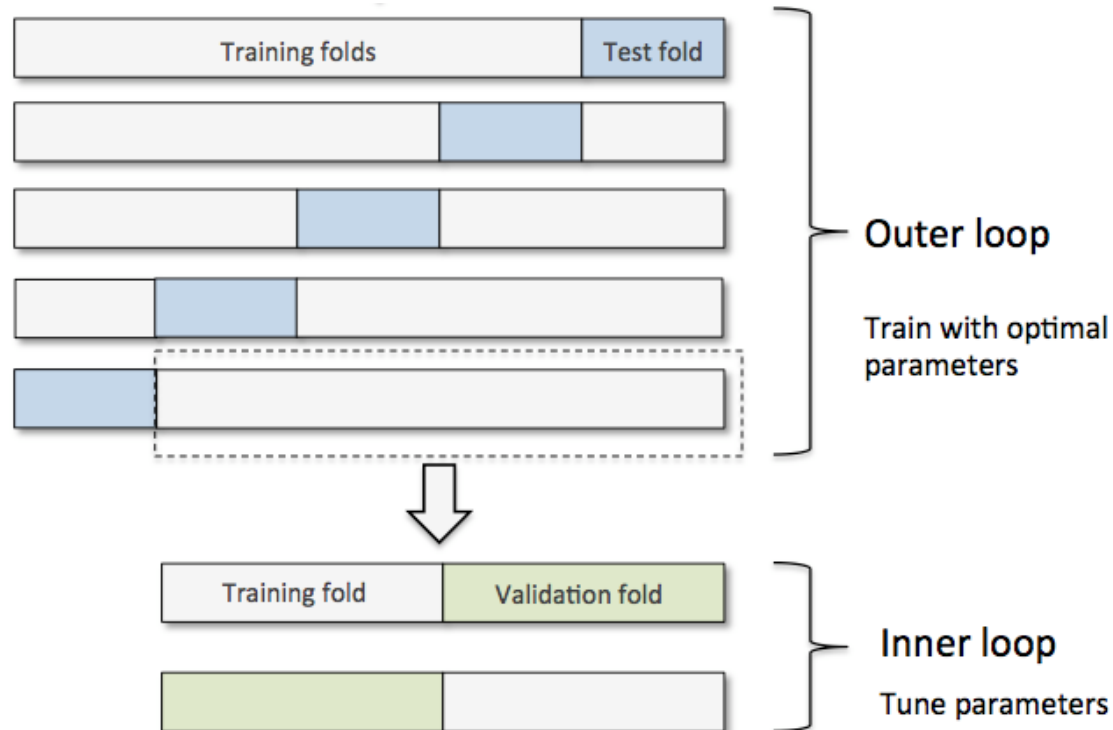 Training folds
Test fold
Outer loop
Train with optimal
parameters
Training fold
Validation fold
Inner loop
Tune parameters